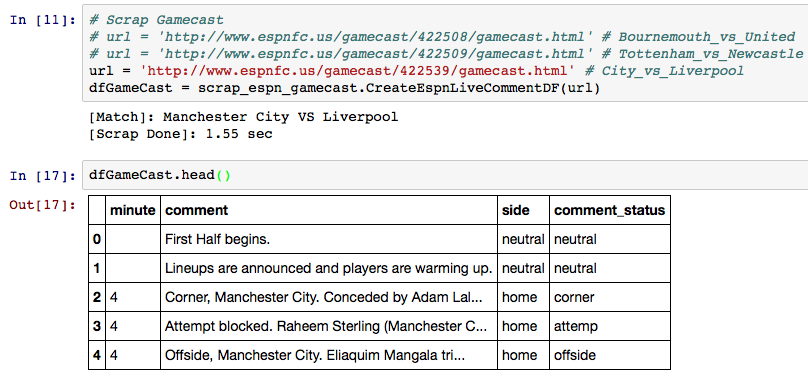 In [11]: # Scrap Gamecast
# url = 'http://www.espnfc.us/gamecast/422508/gamecast.html' # Bournemouth_vs_United
# url = 'http://www.espnfc.us/gamecast/422509/gamecast.html' # Tottenham_vs_Newcastle
url = 'http://www.espnfc.us/gamecast/422539/gamecast.html' # City_vs_Liverpool
dfGameCast = scrap_espn_gamecast.CreateEspnLiveCommentDF(url)
[Match]: Manchester City VS Liverpool
[Scrap Done]: 1.55 sec
In [17]: dfGameCast.head()
Out[17]:
minute comment side comment_status
0 First Half begins. neutral neutral
1 Lineups are announced and players are warming up. neutral neutral
2 4 Corner, Manchester City. Conceded by Adam Lal... home corner
3 4 Attempt blocked. Raheem Sterling (Manchester C... home attemp
4 4 Offside, Manchester City. Eliaquim Mangala tri... home offside